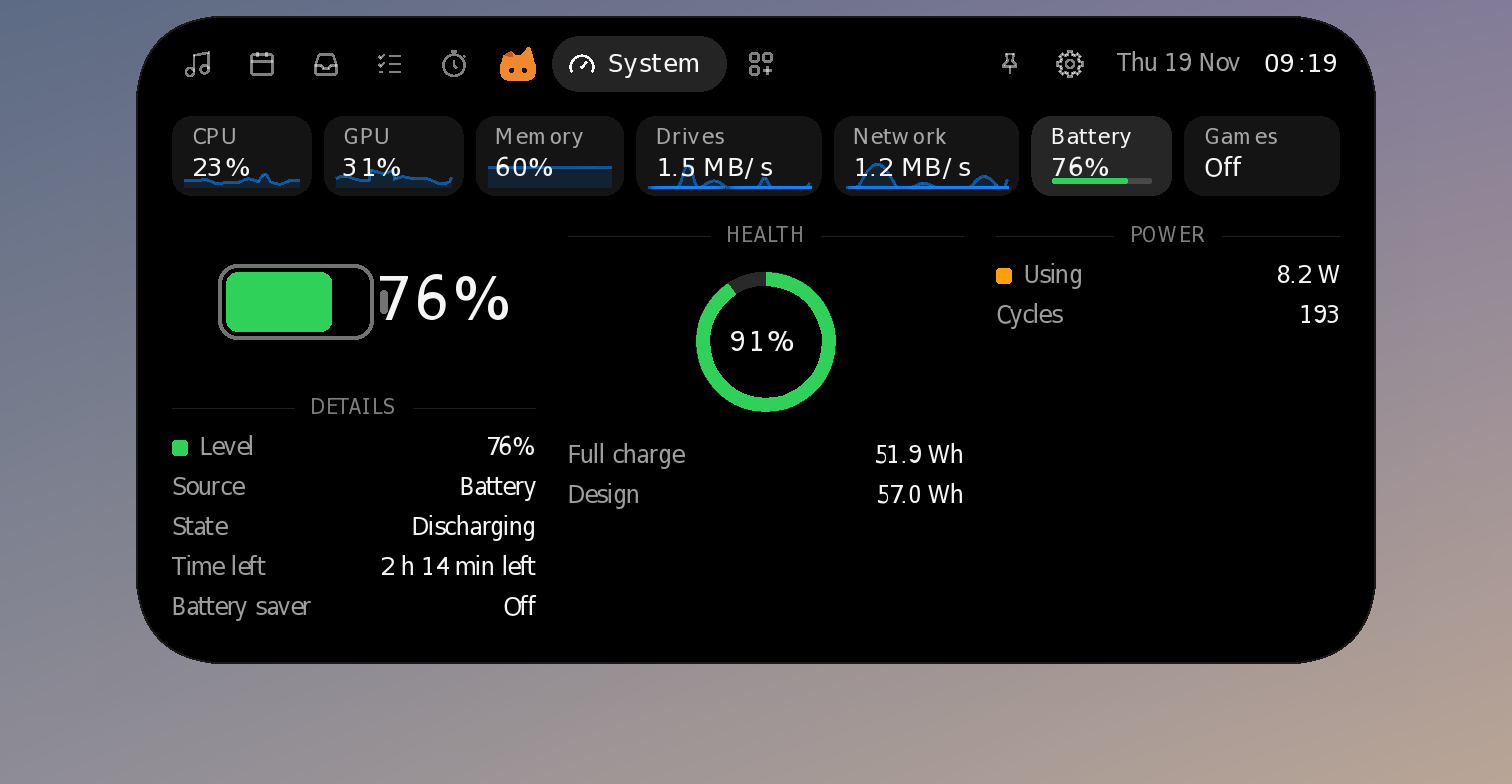 System
Thu 19 Nov 09:19
CPU
23%
GPU
31%
Memory
60%
Drives
1.5 MB/s
Network
1.2 MB/s
Battery
76%
Games
Off
76%
DETAILS
Level 76%
Source Battery
State Discharging
Time left 2 h 14 min left
Battery saver Off
HEALTH
91%
Full charge 51.9 Wh
Design 57.0 Wh
POWER
Using 8.2 W
Cycles 193